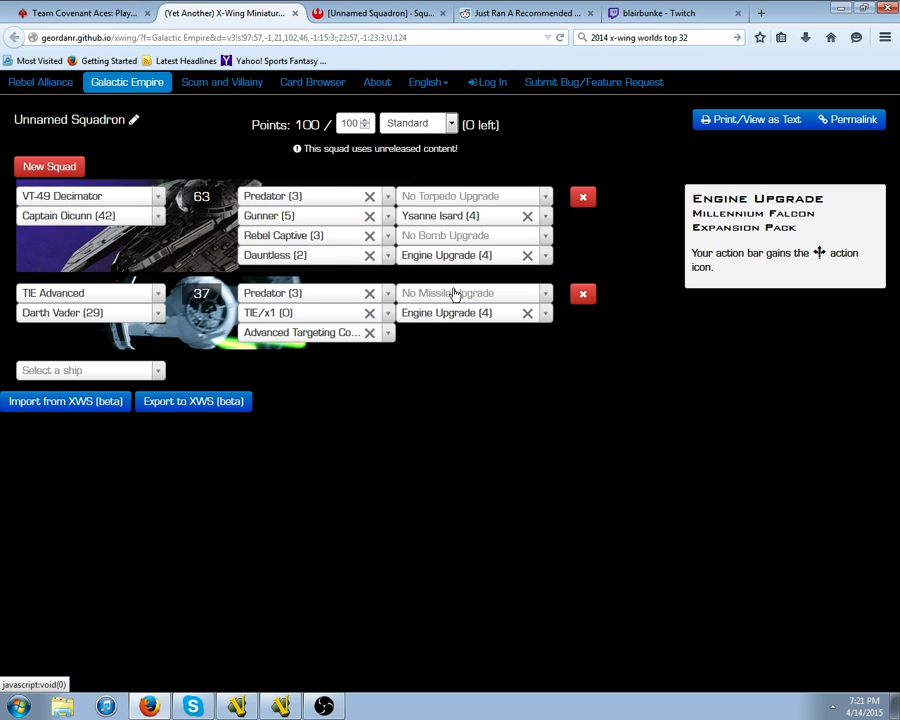 Team Covenant Aces: Play...
(Yet Another) X-Wing Miniatur...
[Unnamed Squadron] - Squ...
Just Ran A Recommended ...
blairbunke - Twitch
geordanr.github.io/xwing/?f=Galactic Empire&d=v3!s!97:57,-1,21,102,46,-1:15:3:;22:57,-1:23:3:U.124
2014 x-wing worlds top 32
Most Visited
Getting Started
Latest Headlines
Yahoo! Sports Fantasy ...
Rebel Alliance
Galactic Empire
Scum and Villainy
Card Browser
About
English
Log In
Submit Bug/Feature Request
Unnamed Squadron
Points: 100 / 100
Standard
(0 left)
Print/View as Text
Permalink
This squad uses unreleased content!
New Squad
VT-49 Decimator
63
Predator (3)
No Torpedo Upgrade
Captain Oicunn (42)
Gunner (5)
Ysanne Isard (4)
Rebel Captive (3)
No Bomb Upgrade
Dauntless (2)
Engine Upgrade (4)
TIE Advanced
37
Predator (3)
No Missile Upgrade
Darth Vader (29)
TIE/x1 (0)
Engine Upgrade (4)
Advanced Targeting Co...
Select a ship
Import from XWS (beta)
Export to XWS (beta)
Engine Upgrade
Millennium Falcon
Expansion Pack
Your action bar gains the action
icon.
javascript:void(0)
7:21 PM
4/14/2015